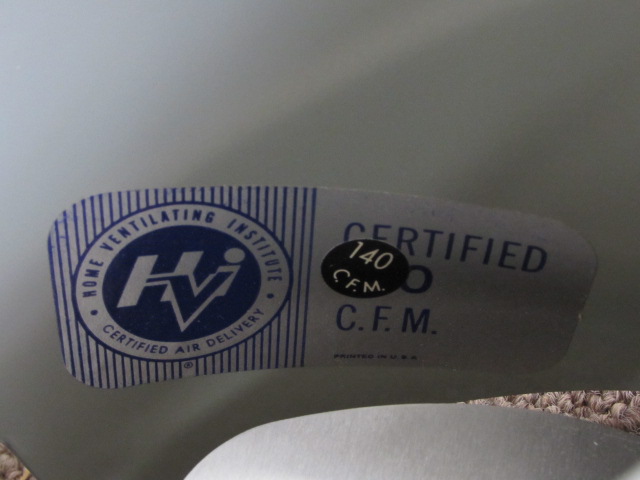 HOME VENTILATING INSTITUTE
HVi
CERTIFIED AIR DELIVERY
®
CERTIFIED
140
C.F.M.
C.F.M.
PRINTED IN U.S.A.